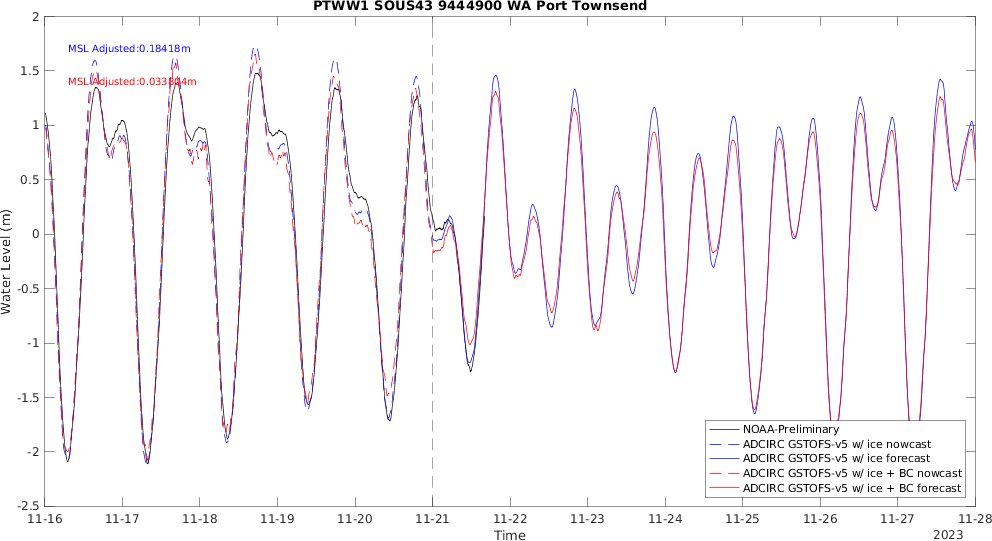 PTWW1 SOUS43 9444900 WA Port Townsend
2
1.5
1
0.5
0
-0.5
-1
-1.5
-2
-2.5
Water Level (m)
MSL Adjusted:0.18418m
NOAA-Preliminary
ADCIRC GSTOFS-v5 w/ ice nowcast
ADCIRC GSTOFS-v5 w/ ice forecast
ADCIRC GSTOFS-v5 w/ ice + BC nowcast
ADCIRC GSTOFS-v5 w/ ice + BC forecast
11-16 11-17 11-18 11-19 11-20 11-21 11-22 11-23 11-24 11-25 11-26 11-27 11-28
Time
2023